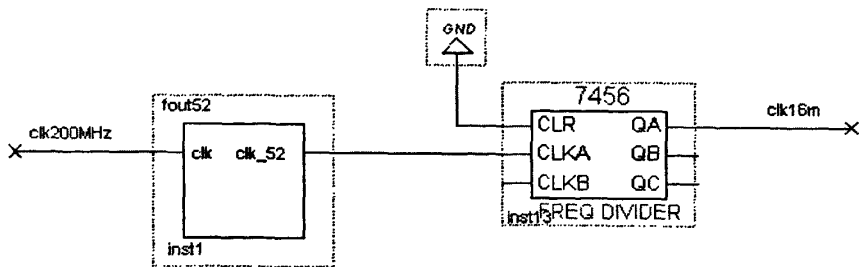 GND
7456
fout52
clk200MHz
clk16m
CLR QA
clk clk_52
CLKA QB
CLKB QC
FREQ DIVIDER
inst13
inst1